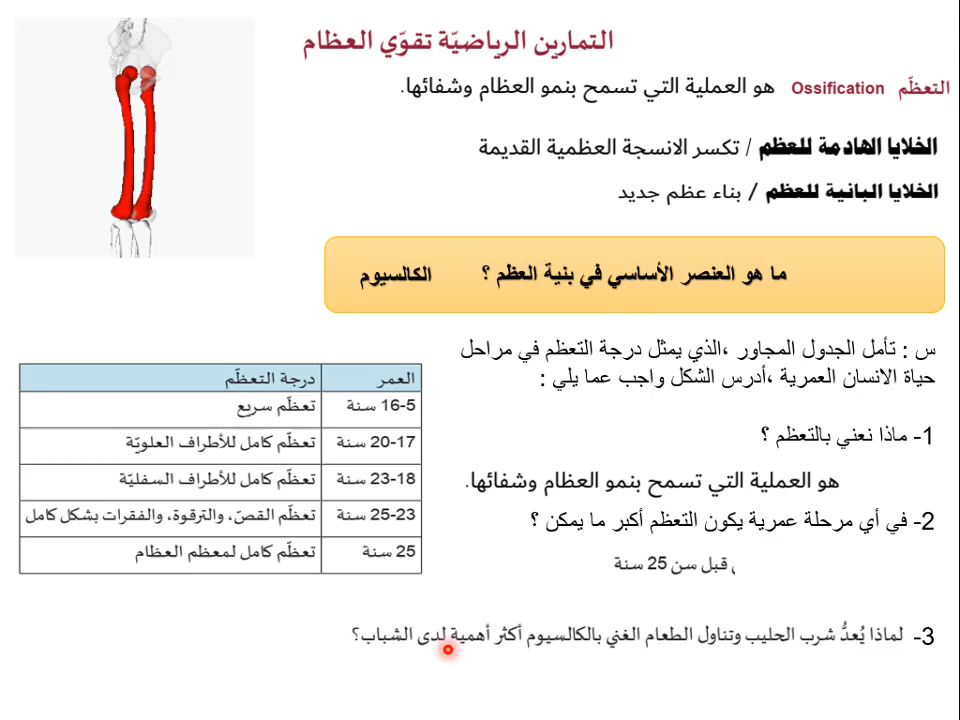 التمارين الرياضيّة تقوّي العظام
التعظّم Ossification هو العملية التي تسمح بنمو العظام وشفائها.
الخلايا الهادمة للعظم / تكسر الانسجة العظمية القديمة
الخلايا البانية للعظم / بناء عظم جديد
ما هو العنصر الأساسي في بنية العظم ؟ الكالسيوم
س : تأمل الجدول المجاور ،الذي يمثل درجة التعظم في مراحل
حياة الانسان العمرية ،أدرس الشكل واجب عما يلي :
العمر درجة التعظّم
16-5 سنة تعظّم سريع
20-17 سنة تعظّم كامل للأطراف العلويّة
23-18 سنة تعظّم كامل للأطراف السفليّة
25-23 سنة تعظّم القصّ، والترقوة، والفقرات بشكل كامل
25 سنة تعظّم كامل لمعظم العظام
1- ماذا نعني بالتعظم ؟
هو العملية التي تسمح بنمو العظام وشفائها.
2- في أي مرحلة عمرية يكون التعظم أكبر ما يمكن ؟
قبل سن 25 سنة
3- لماذا يُعدُّ شرب الحليب وتناول الطعام الغني بالكالسيوم أكثر أهمية لدى الشباب؟